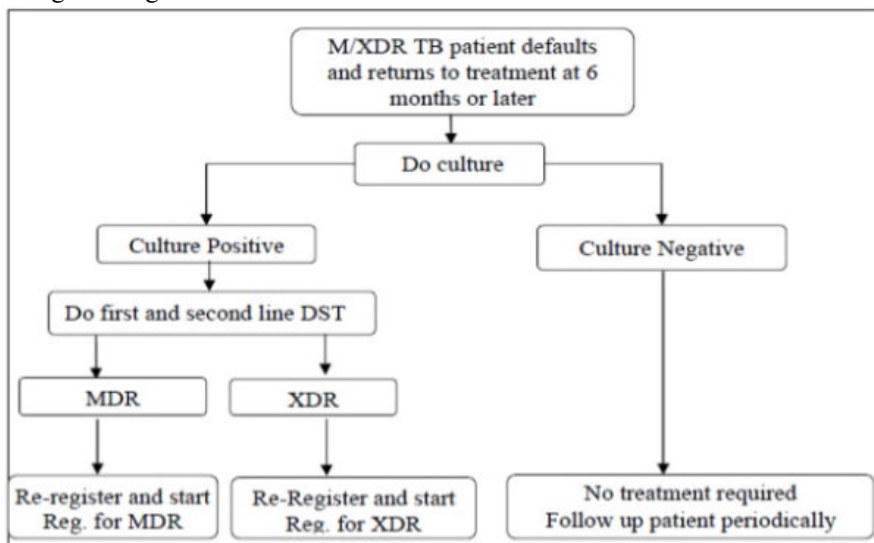 M/XDR TB patient defaults
and returns to treatment at 6
months or later
Do culture
Culture Positive
Culture Negative
Do first and second line DST
MDR
XDR
Re-register and start
Reg. for MDR
Re-Register and start
Reg. for XDR
No treatment required
Follow up patient periodically